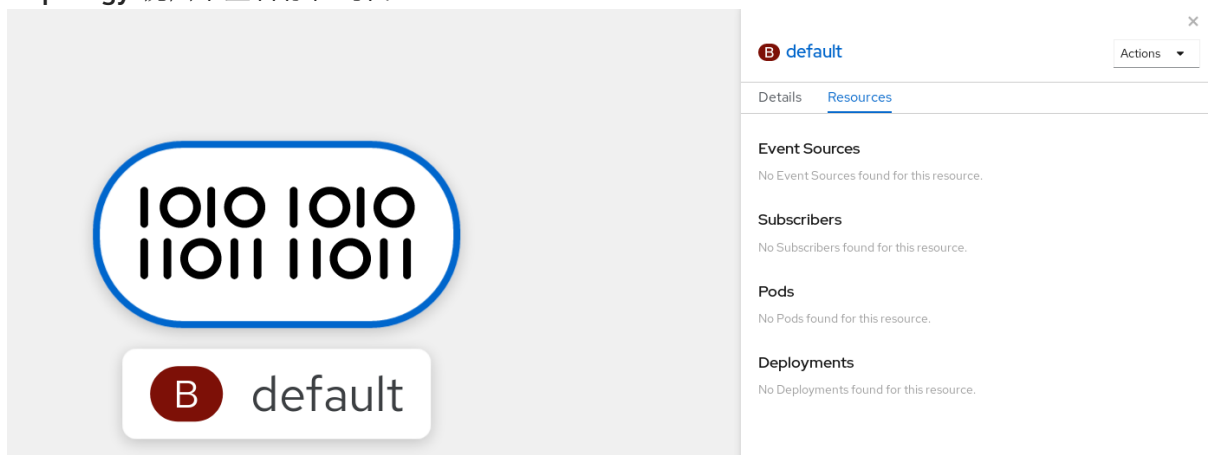 1010 1010
11011 11011
B default
×
B default
Actions
Details Resources
Event Sources
No Event Sources found for this resource.
Subscribers
No Subscribers found for this resource.
Pods
No Pods found for this resource.
Deployments
No Deployments found for this resource.